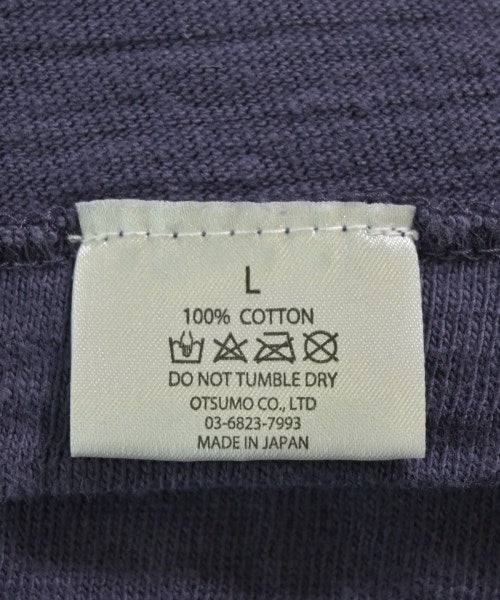 L
100% COTTON
DO NOT TUMBLE DRY
OTSUMO CO., LTD
03-6823-7993
MADE IN JAPAN